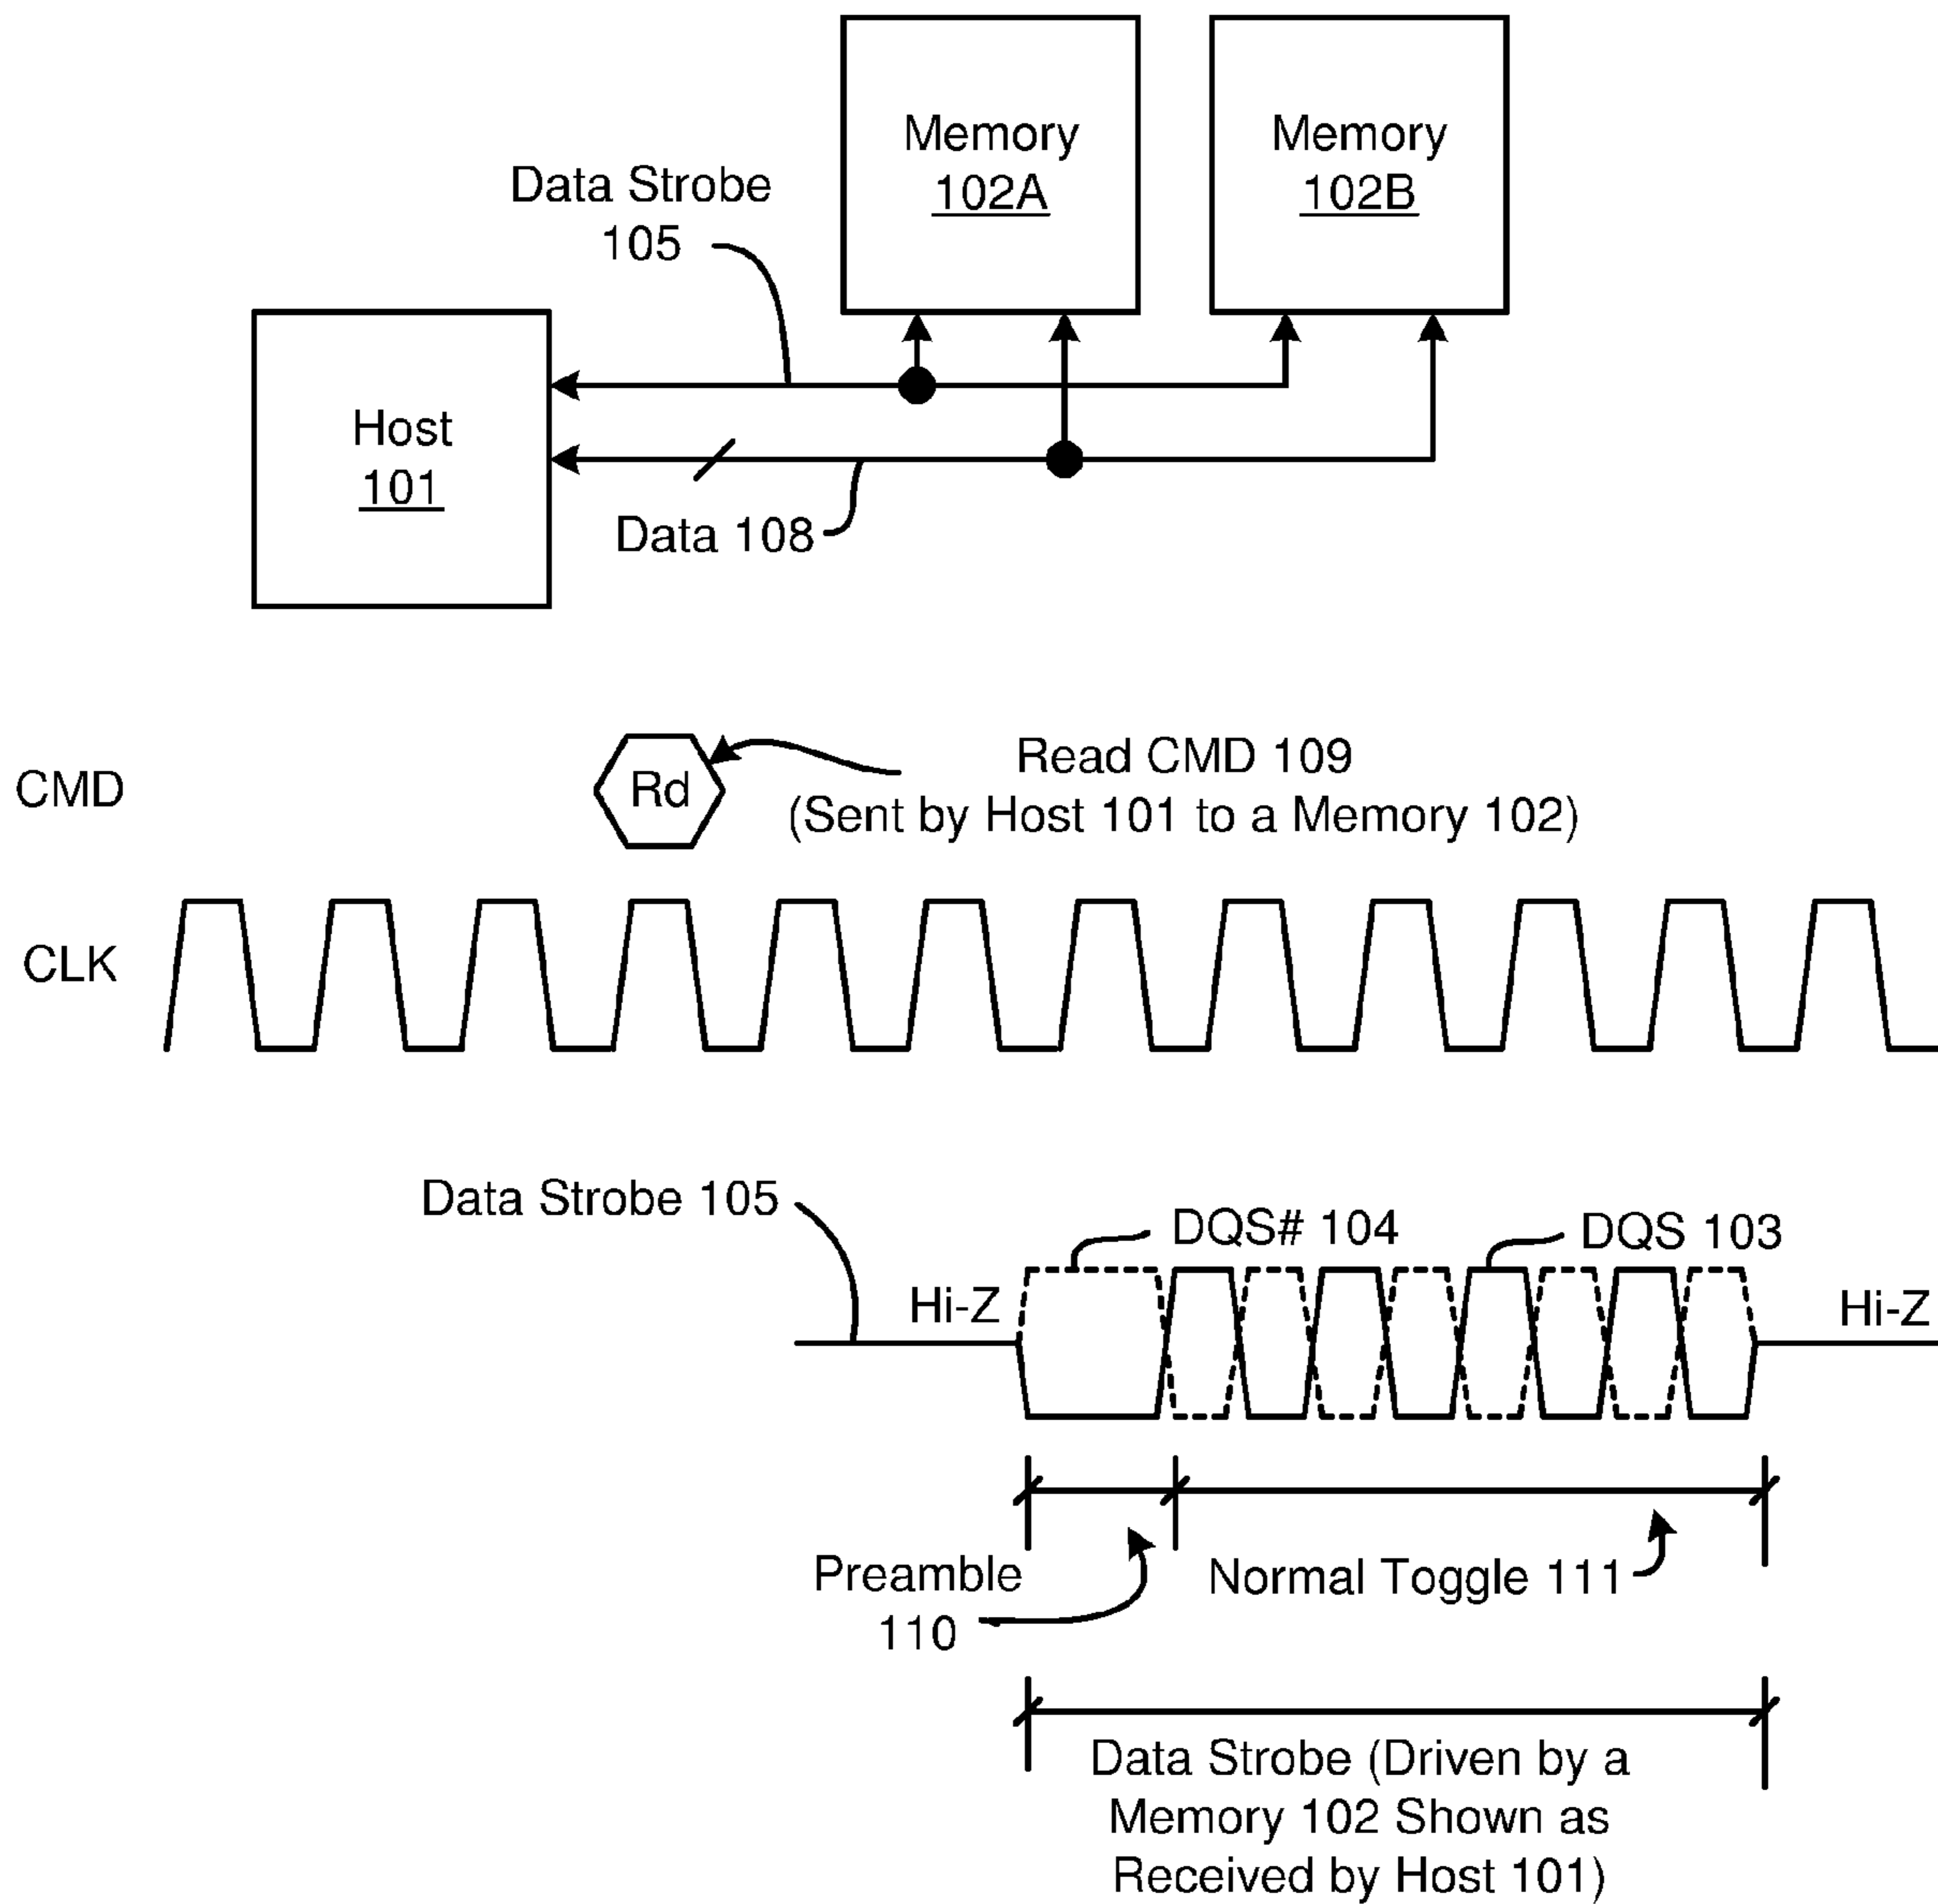 Memory
102A
Memory
102B
Data Strobe
105
Host
101
Data 108
CMD
Rd
Read CMD 109
(Sent by Host 101 to a Memory 102)
CLK
Data Strobe 105
DQS# 104
DQS 103
Hi-Z
Hi-Z
Preamble
110
Normal Toggle 111
Data Strobe (Driven by a
Memory 102 Shown as
Received by Host 101)